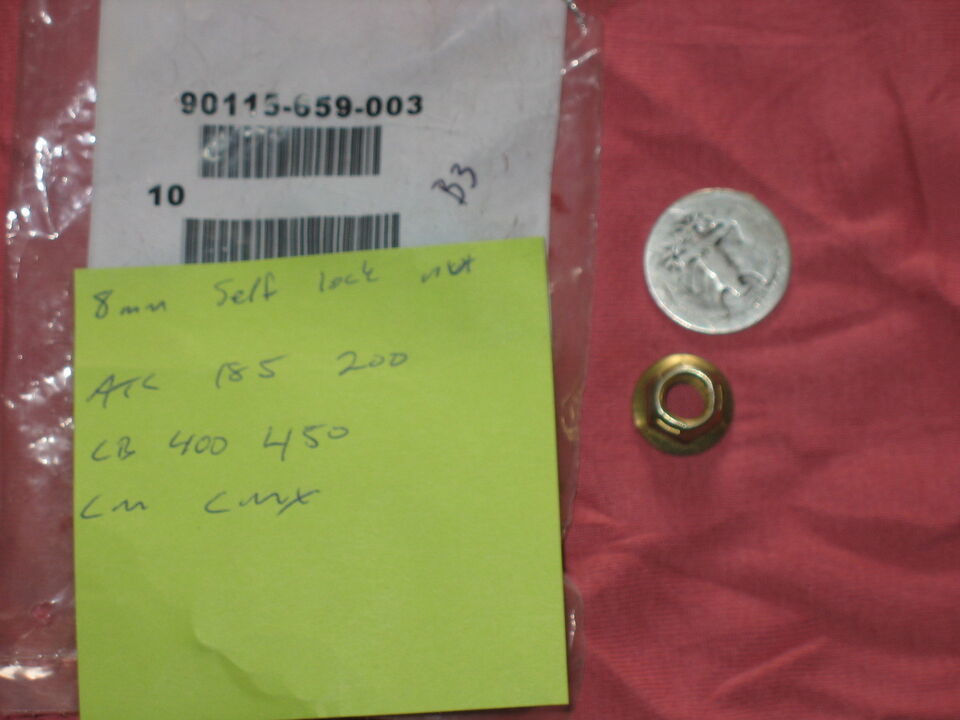 90115-659-003
10
B3
8mm Self lock nut
ATC 185 200
CB 400 450
CM CMX